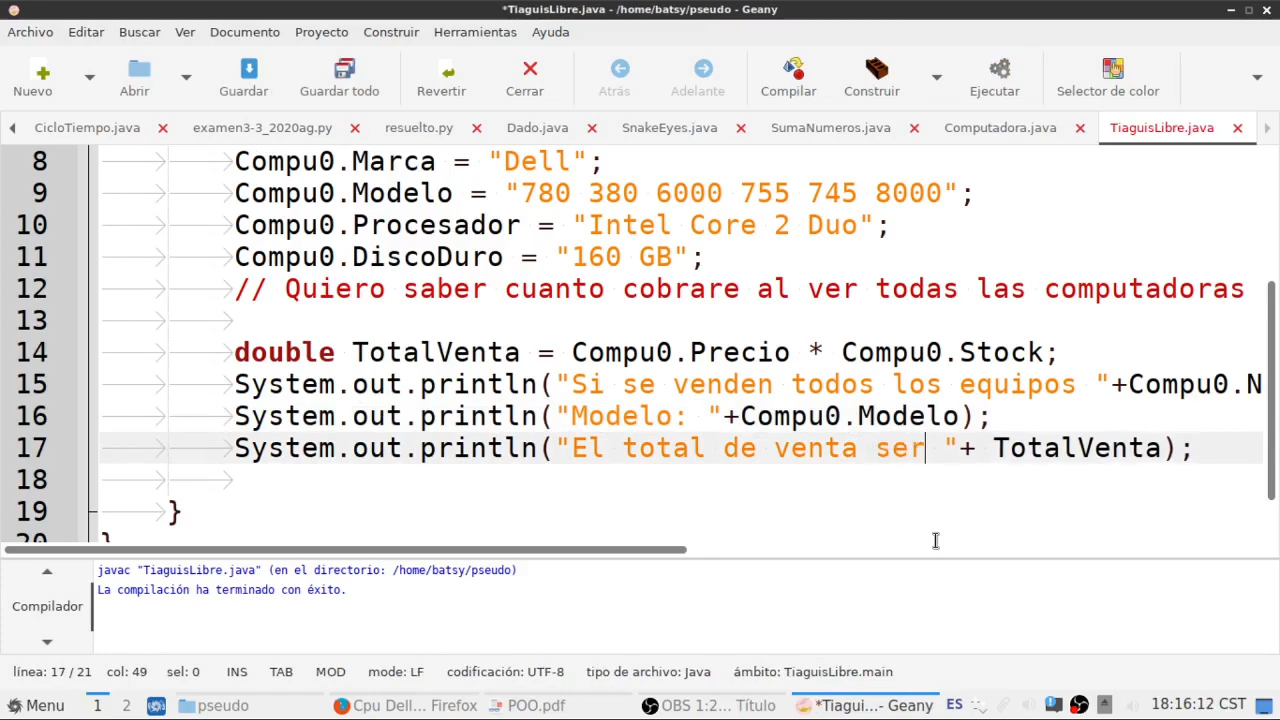 *TiaguisLibre.java - /home/batsy/pseudo - Geany
Archivo Editar Buscar Ver Documento Proyecto Construir Herramientas Ayuda
Nuevo Abrir Guardar Guardar todo Revertir Cerrar Atrás Adelante Compilar Construir Ejecutar Selector de color
CicloTiempo.java examen3-3_2020ag.py resuelto.py Dado.java SnakeEyes.java SumaNumeros.java Computadora.java TiaguisLibre.java
8 Compu0.Marca = "Dell";
9 Compu0.Modelo = "780 380 6000 755 745 8000";
10 Compu0.Procesador = "Intel Core 2 Duo";
11 Compu0.DiscoDuro = "160 GB";
12 // Quiero saber cuanto cobrare al ver todas las computadoras
13
14 double TotalVenta = Compu0.Precio * Compu0.Stock;
15 System.out.println("Si se venden todos los equipos "+Compu0.N
16 System.out.println("Modelo: "+Compu0.Modelo);
17 System.out.println("El total de venta ser "+ TotalVenta);
18
19 }
20 }
javac "TiaguisLibre.java" (en el directorio: /home/batsy/pseudo)
La compilación ha terminado con éxito.
Compilador
línea: 17 / 21 col: 49 sel: 0 INS TAB MOD mode: LF codificación: UTF-8 tipo de archivo: Java ámbito: TiaguisLibre.main
Menu 1 2 pseudo Cpu Dell... Firefox POO.pdf OBS 1:2... Título *Tiagui...- Geany ES 18:16:12 CST